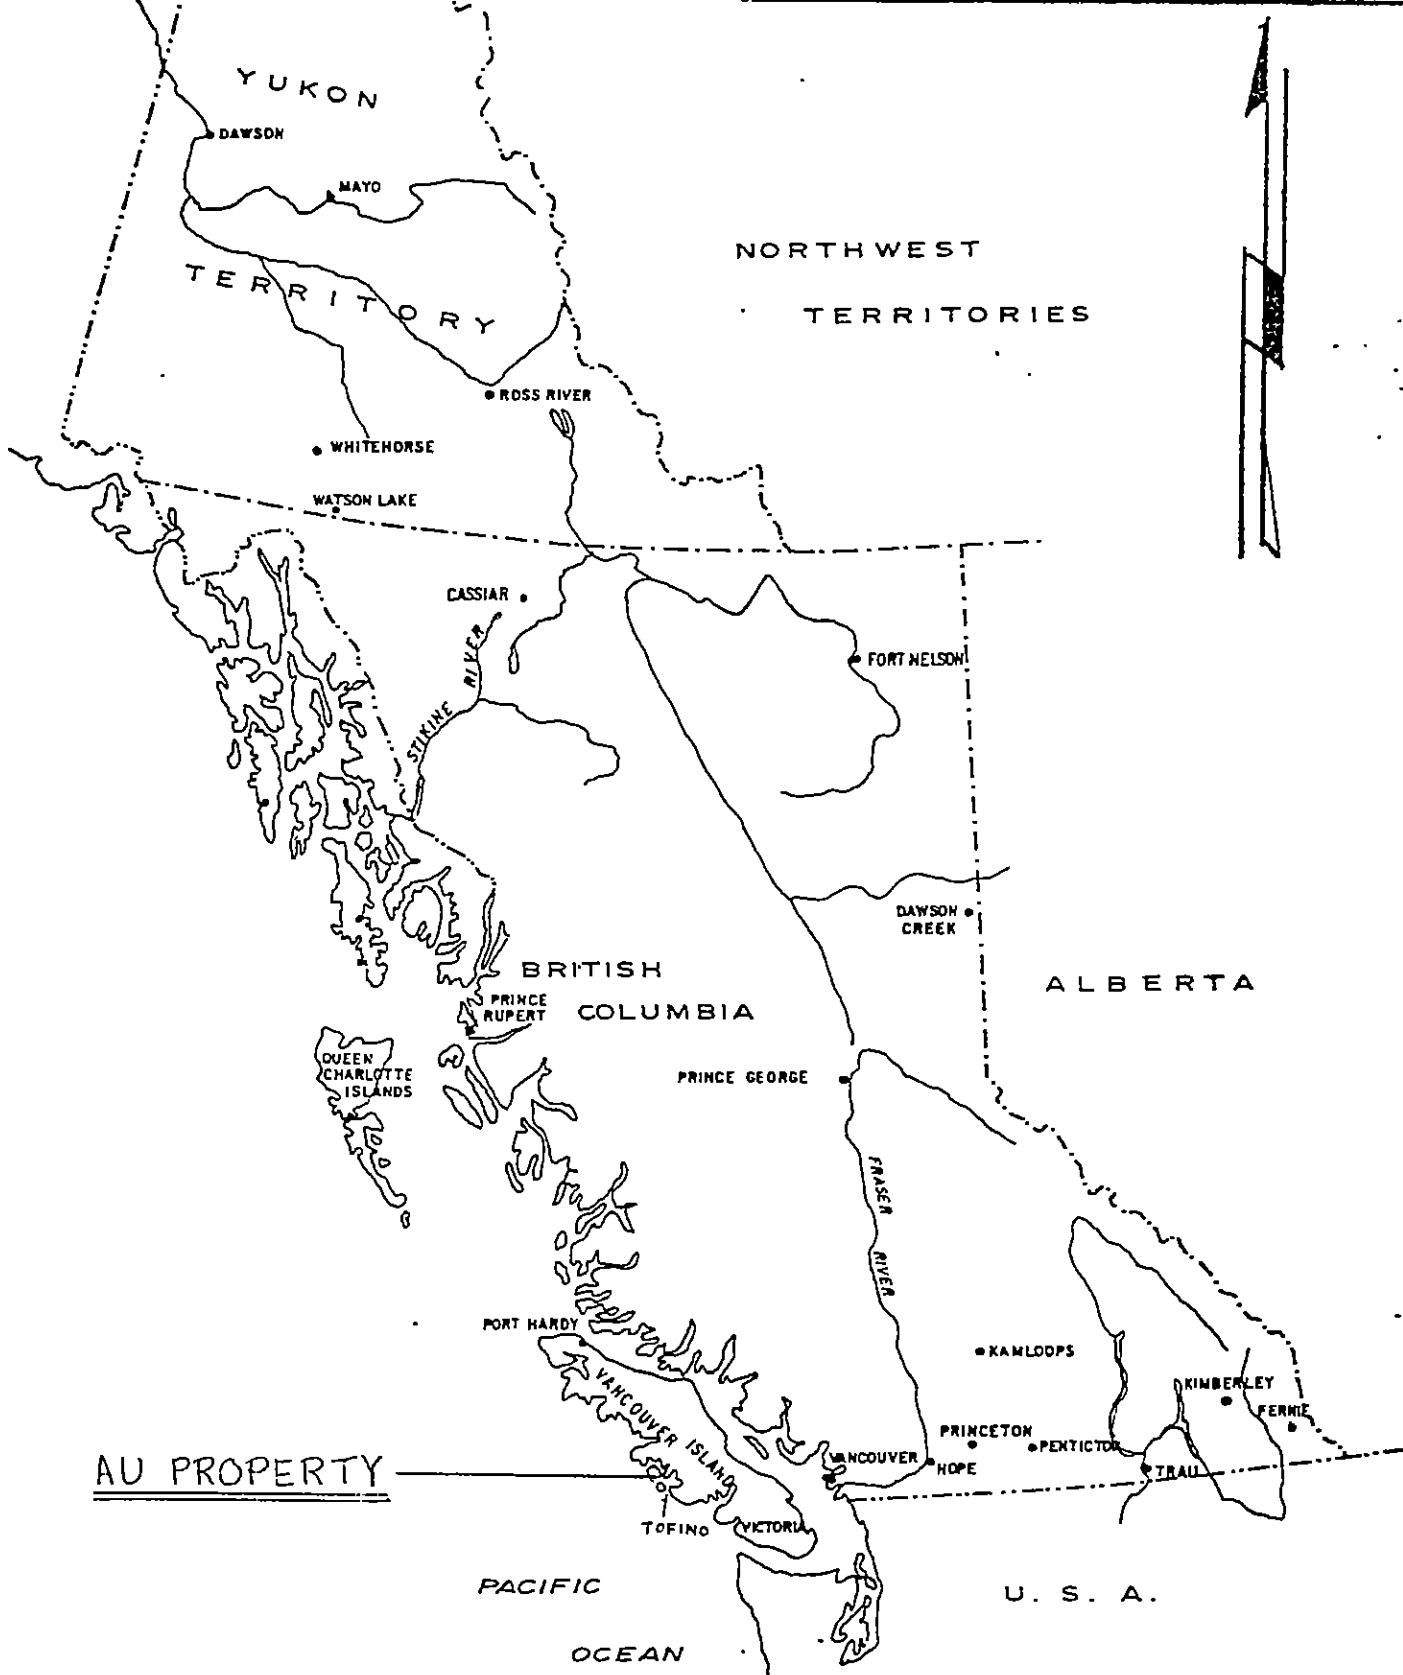 YUKON
DAWSON
MAYO
NORTHWEST
TERRITORY
TERRITORIES
ROSS RIVER
WHITEHORSE
WATSON LAKE
CASSIAR
STIKINE RIVER
FORT NELSON
DAWSON
CREEK
BRITISH
COLUMBIA
ALBERTA
PRINCE
RUPERT
QUEEN
CHARLOTTE
ISLANDS
PRINCE GEORGE
FRASER RIVER
PORT HARDY
VANCOUVER ISLAND
KAMLOOPS
KIMBERLEY
FERNIE
PRINCETON
PENTICTON
VANCOUVER
HOPE
TRAIL
AU PROPERTY
TOFINO
VICTORIA
PACIFIC
OCEAN
U. S. A.